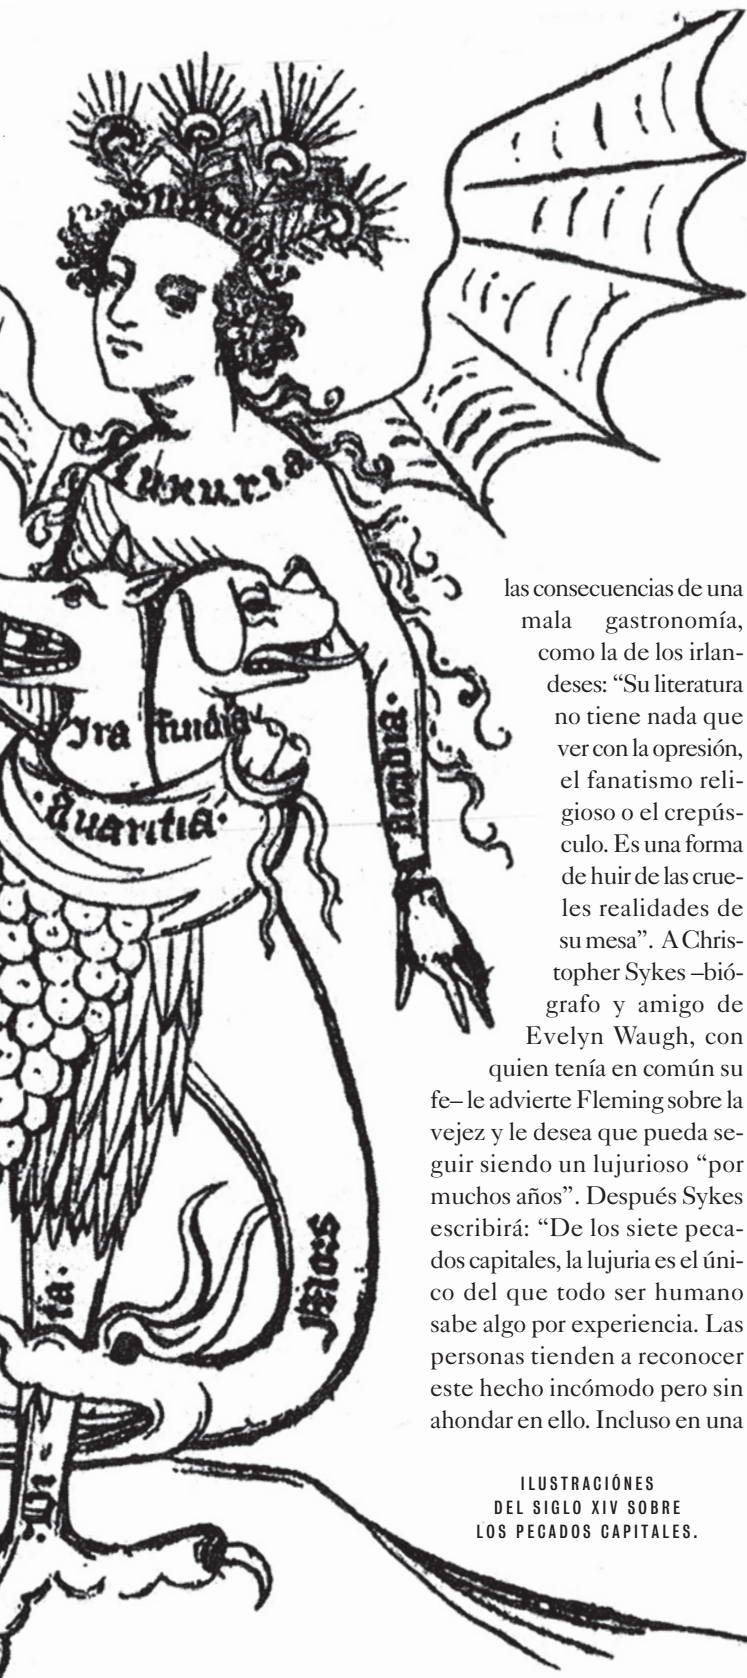 Luxuria
Ira
auaritia
Acidia
las consecuencias de una
mala gastronomía,
como la de los irlan-
deses: “Su literatura
no tiene nada que
ver con la opresión,
el fanatismo reli-
gioso o el crepús-
culo. Es una forma
de huir de las crue-
les realidades de
su mesa”. A Chris-
topher Sykes –bió-
grafo y amigo de
Evelyn Waugh, con
quien tenía en común su
fe– le advierte Fleming sobre la
vejez y le desea que pueda se-
guir siendo un lujurioso “por
muchos años”. Después Sykes
escribirá: “De los siete peca-
dos capitales, la lujuria es el úni-
co del que todo ser humano
sabe algo por experiencia. Las
personas tienden a reconocer
este hecho incómodo pero sin
ahondar en ello. Incluso en una
ILUSTRACIÓNES
DEL SIGLO XIV SOBRE
LOS PECADOS CAPITALES.